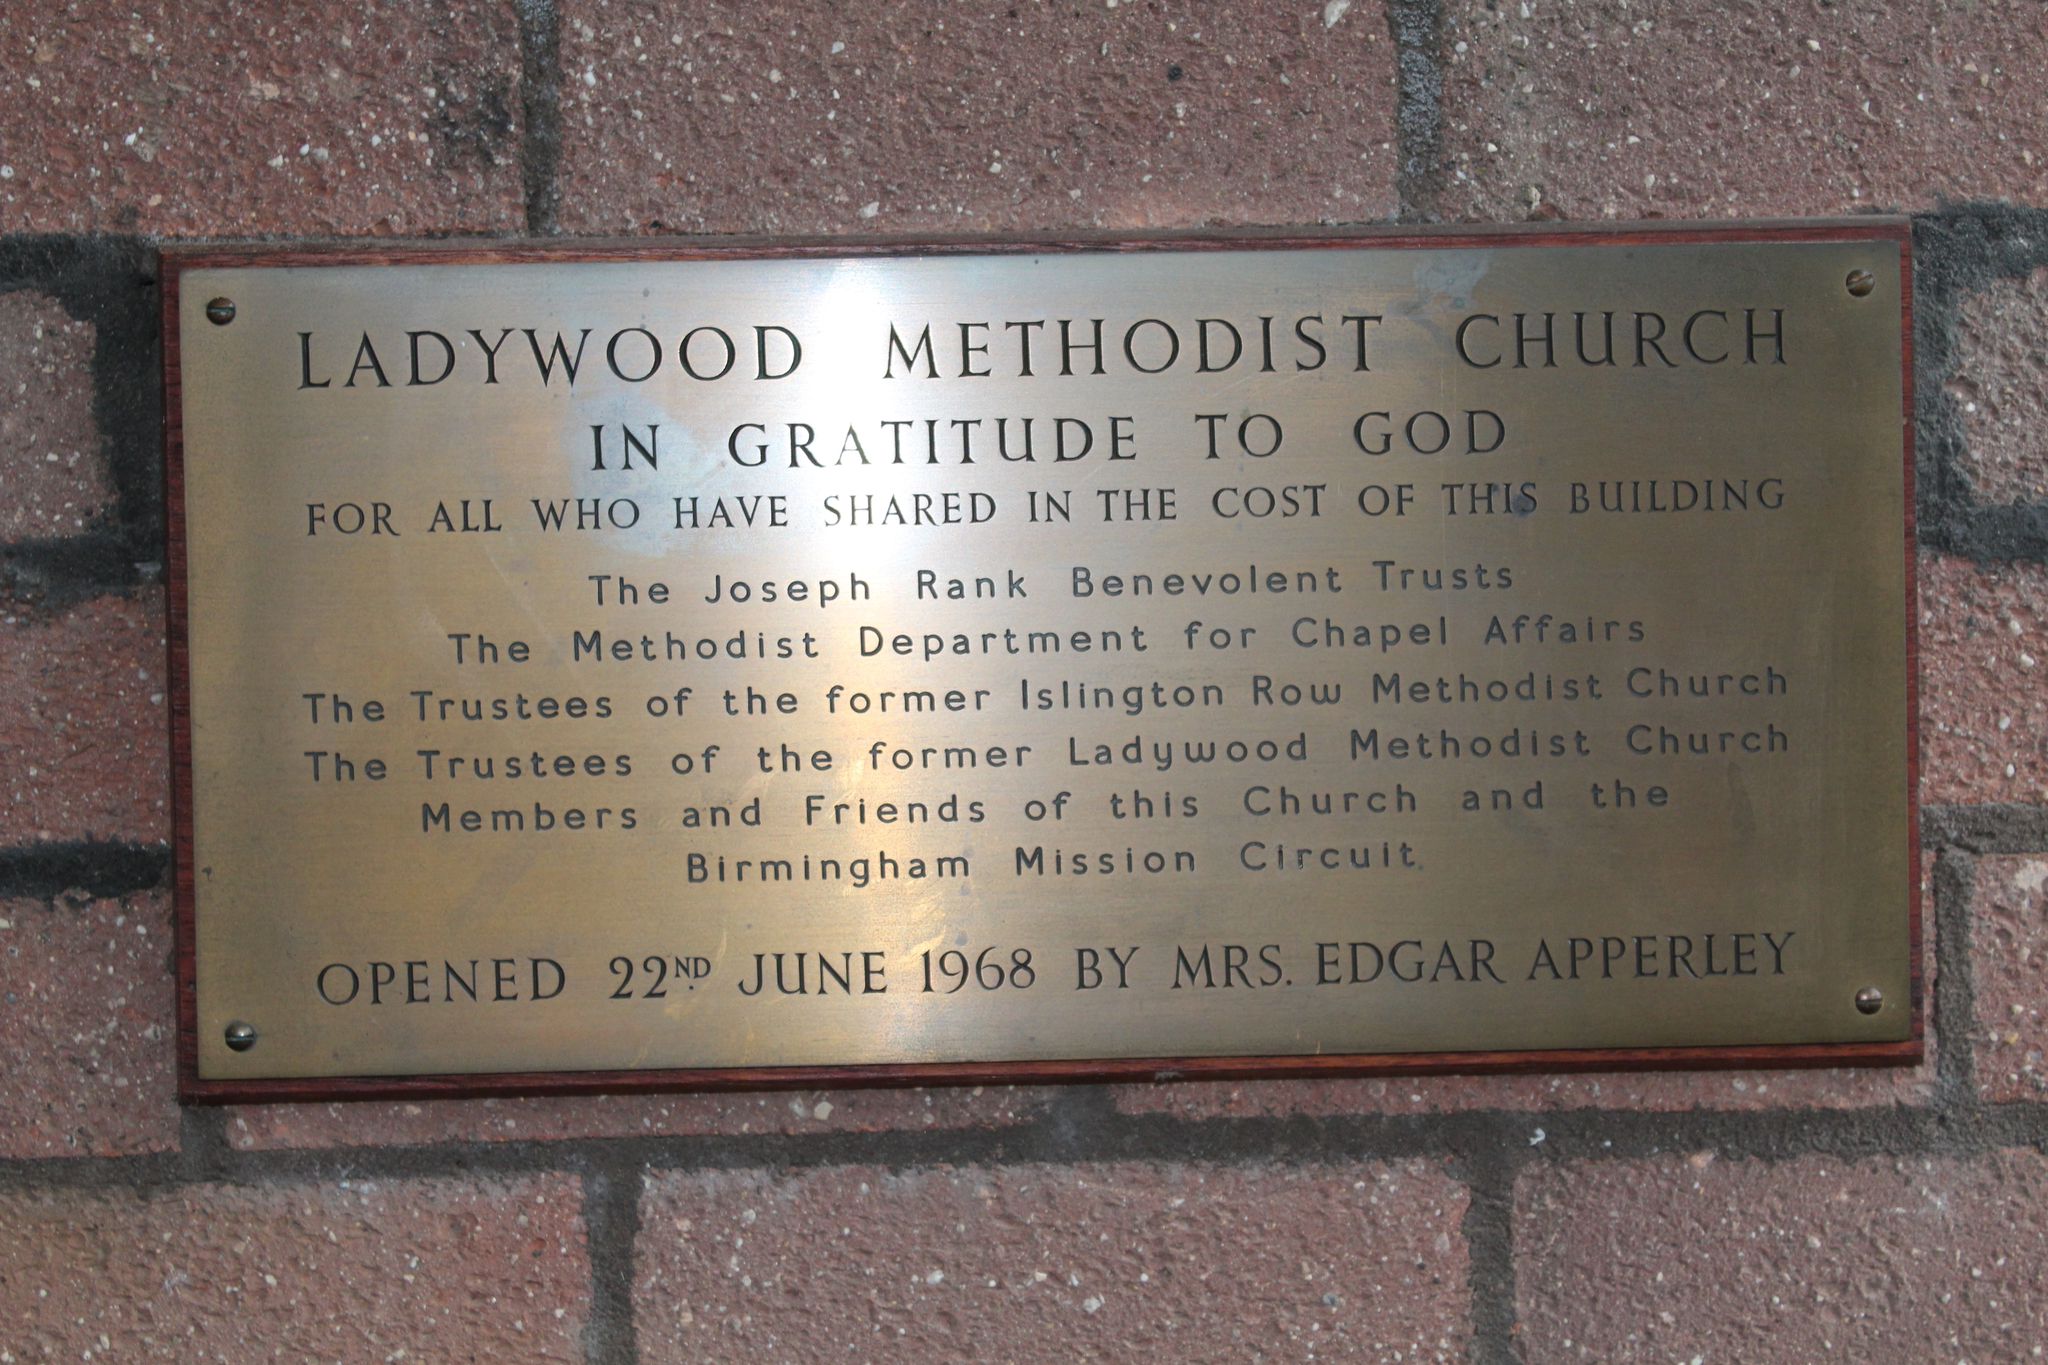 LADYWOOD METHODIST CHURCH
IN GRATITUDE TO GOD
FOR ALL WHO HAVE SHARED IN THE COST OF THIS BUILDING
The Joseph Rank Benevolent Trusts
The Methodist Department for Chapel Affairs
The Trustees of the former Islington Row Methodist Church
The Trustees of the former Ladywood Methodist Church
Members and Friends of this Church and the
Birmingham Mission Circuit.
OPENED 22ND JUNE 1968 BY MRS. EDGAR APPERLEY